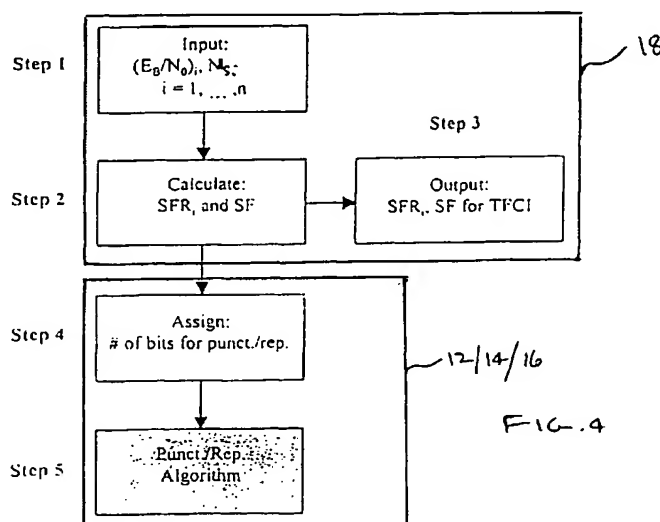 Step 1
Input:
(E_B/N_0)_i, N_S,i
i = 1, ... ,n
18
Step 3
Step 2
Calculate:
SFR_i and SF
Output:
SFR_i, SF for TFCI
Step 4
Assign:
# of bits for punct./rep.
12/14/16
FIG. 4
Step 5
Punct./Rep.
Algorithm